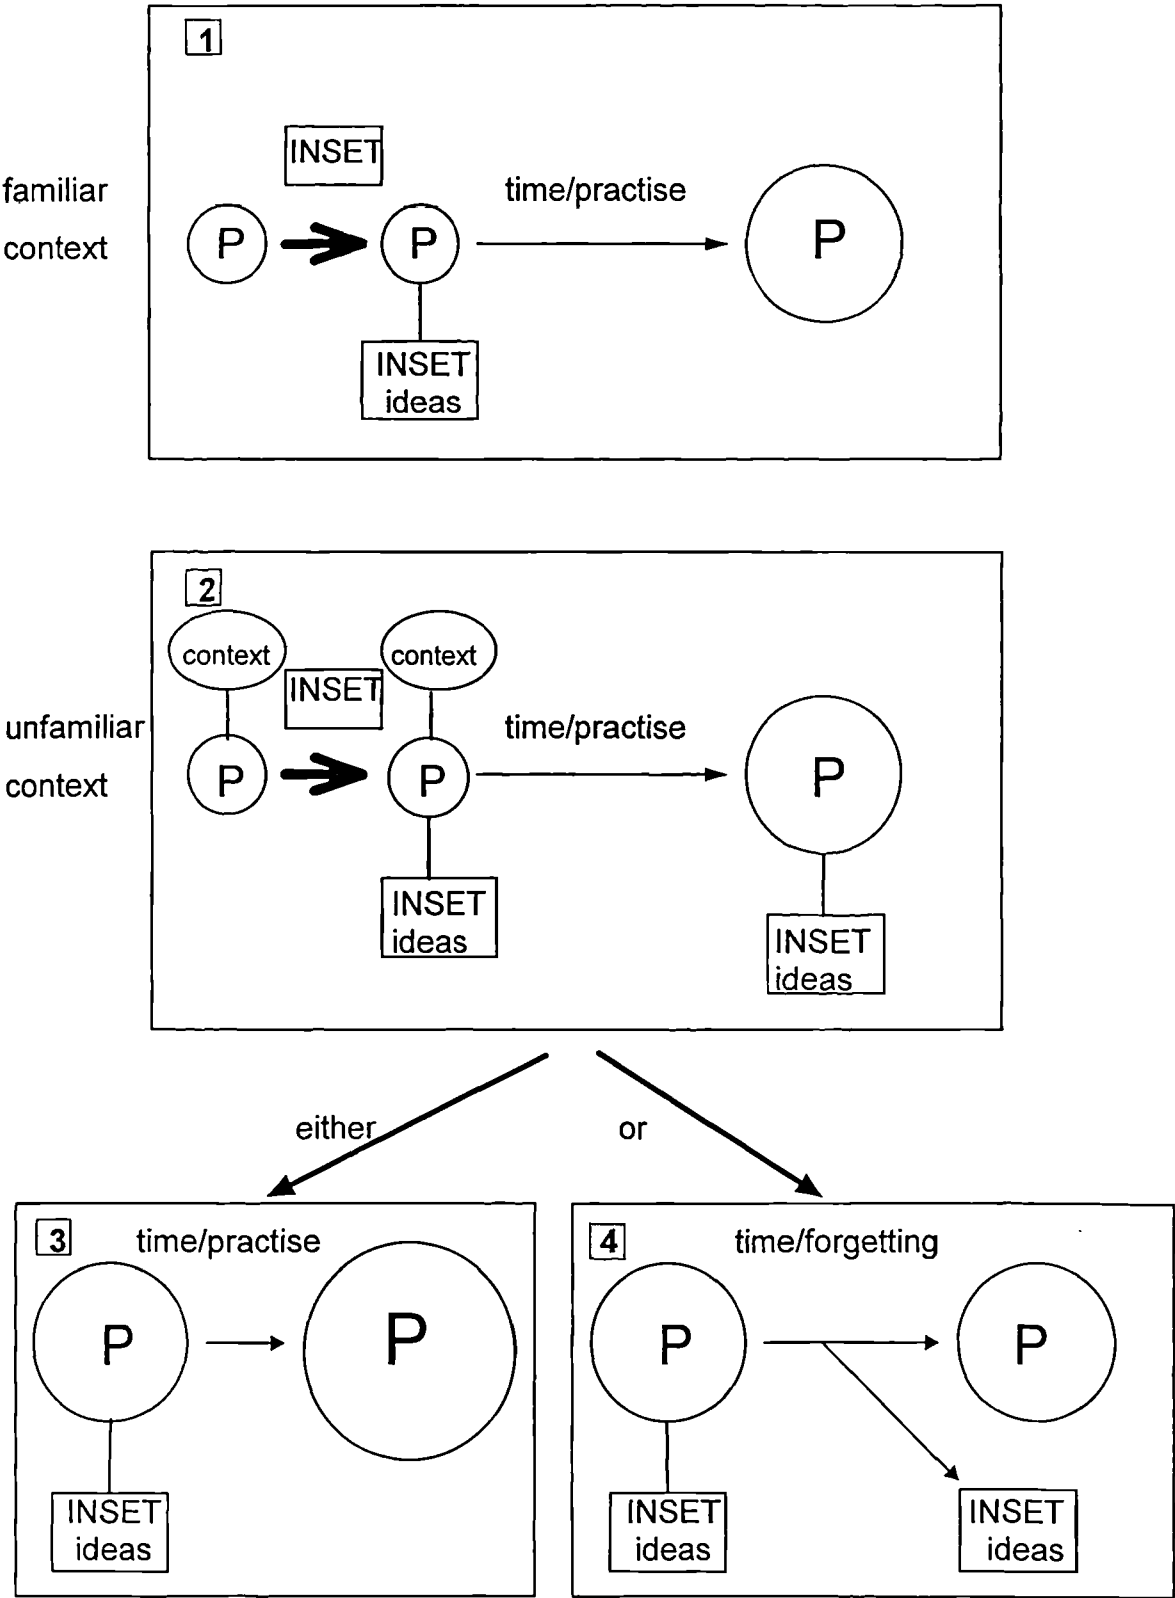 1
INSET
familiar
context
time/practise
P
P
P
INSET
ideas
2
context
context
INSET
unfamiliar
context
time/practise
P
P
P
INSET
ideas
INSET
ideas
either
or
3
time/practise
P
P
INSET
ideas
4
time/forgetting
P
P
INSET
ideas
INSET
ideas